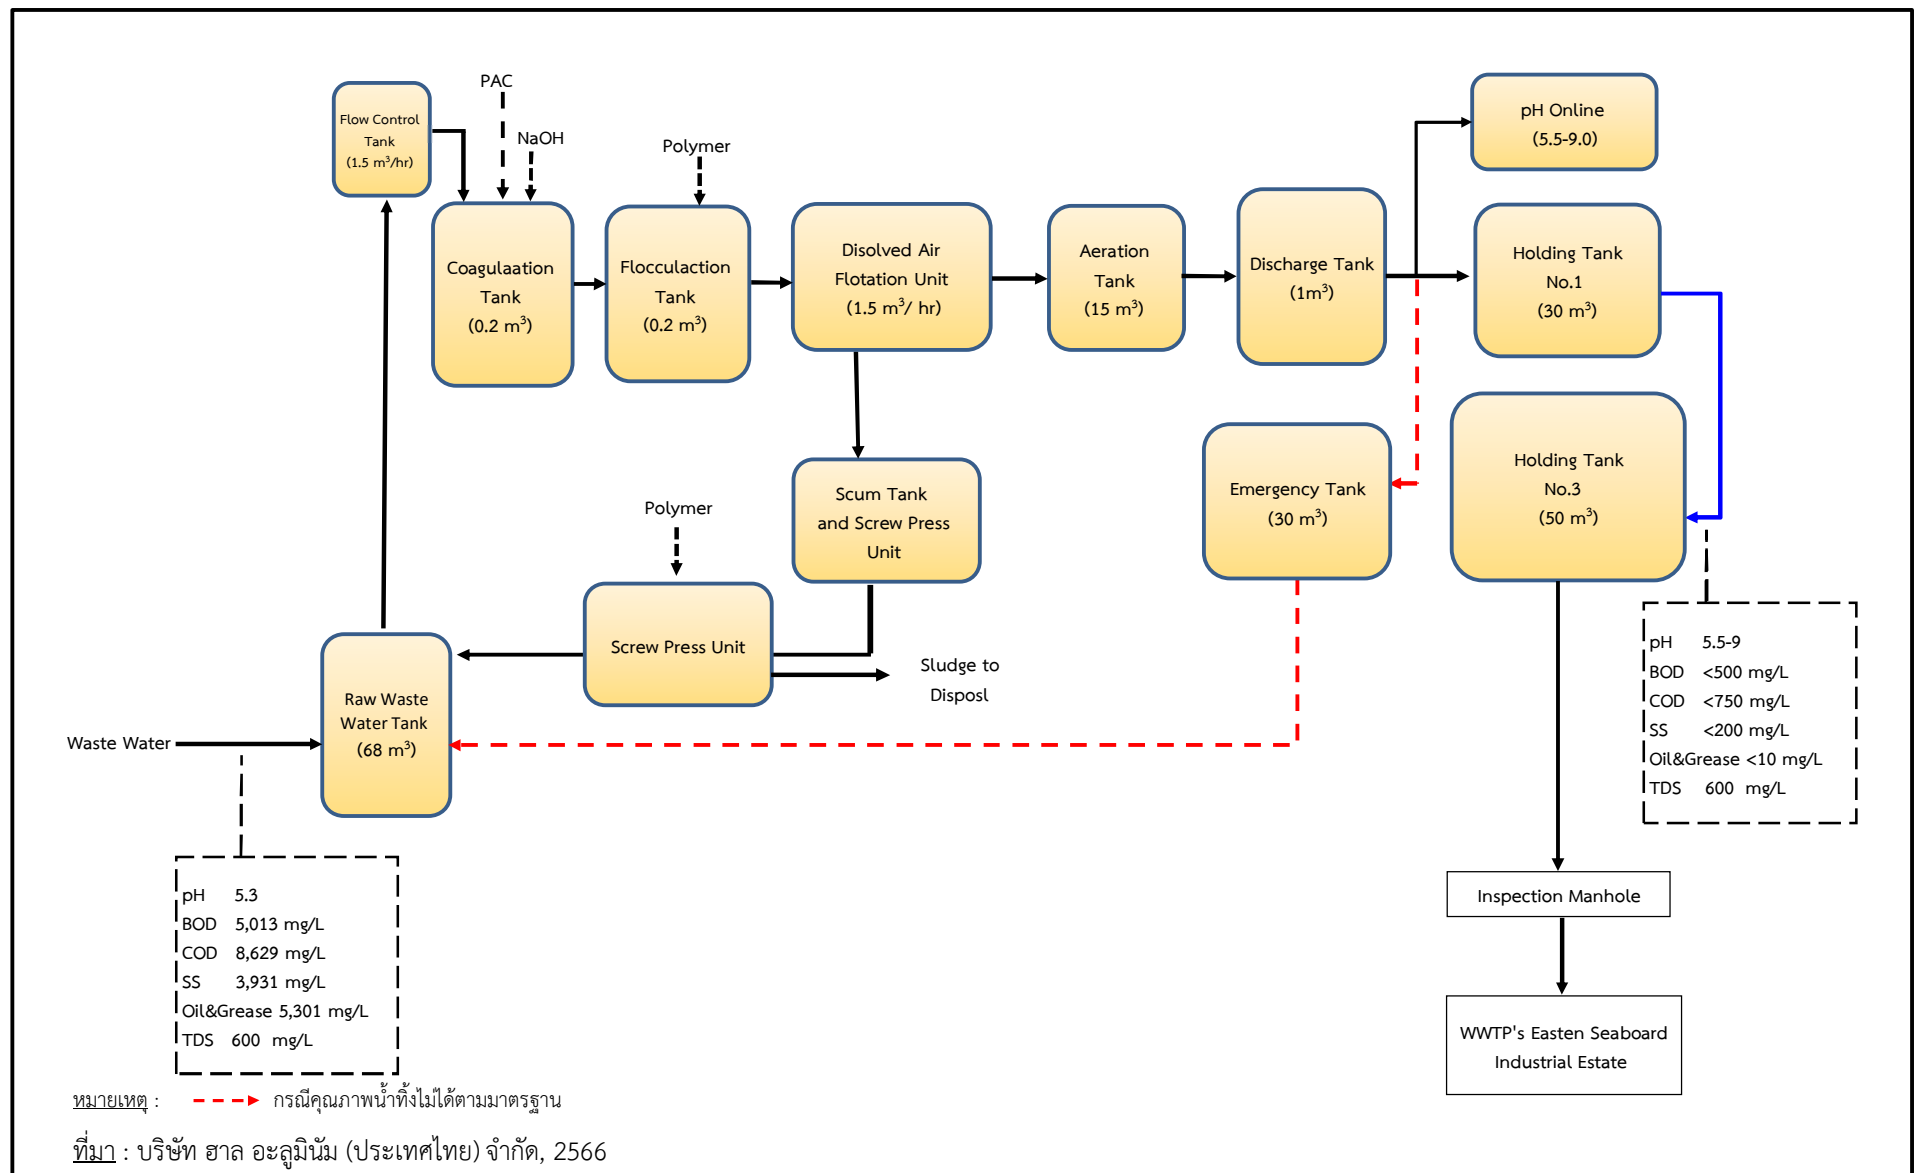 PAC
NaOH
Polymer
Flow Control
Tank
(1.5 m³/hr)
pH Online
(5.5-9.0)
Coagulaation
Tank
(0.2 m³)
Flocculaction
Tank
(0.2 m³)
Disolved Air
Flotation Unit
(1.5 m³/ hr)
Aeration
Tank
(15 m³)
Discharge Tank
(1m³)
Holding Tank
No.1
(30 m³)
Holding Tank
No.3
(50 m³)
Emergency Tank
(30 m³)
Scum Tank
and Screw Press
Unit
Polymer
Screw Press Unit
Sludge to
Disposl
Raw Waste
Water Tank
(68 m³)
Waste Water
pH 5.5-9
BOD <500 mg/L
COD <750 mg/L
SS <200 mg/L
Oil&Grease <10 mg/L
TDS 600 mg/L
pH 5.3
BOD 5,013 mg/L
COD 8,629 mg/L
SS 3,931 mg/L
Oil&Grease 5,301 mg/L
TDS 600 mg/L
Inspection Manhole
WWTP's Easten Seaboard
Industrial Estate
หมายเหตุ : กรณีคุณภาพน้ำทิ้งไม่ได้ตามมาตรฐาน
ที่มา : บริษัท ฮาล อะลูมินัม (ประเทศไทย) จำกัด, 2566